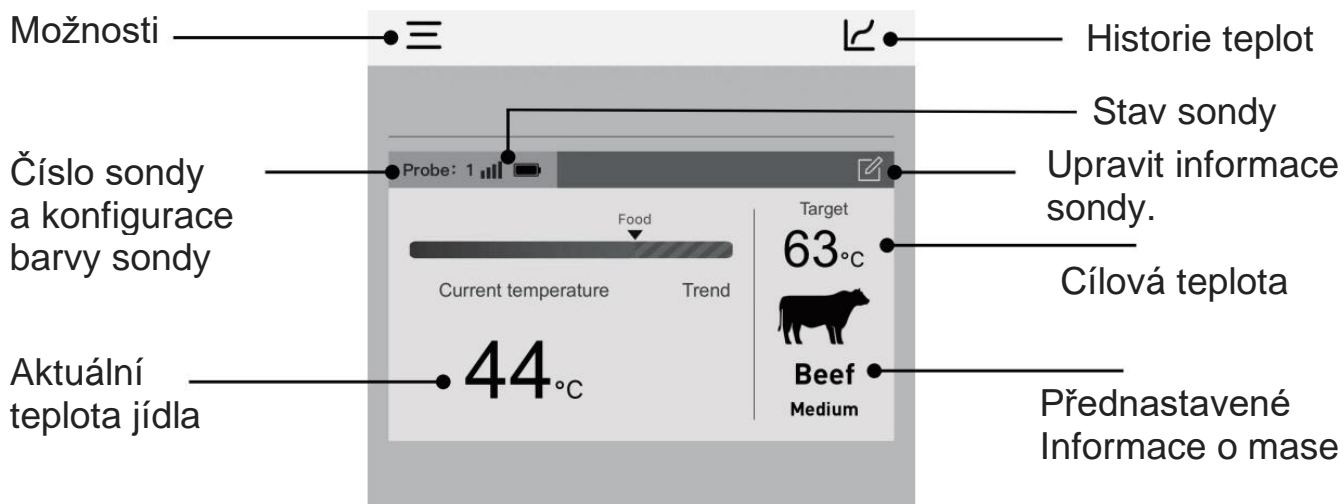 Možnosti
Historie teplot
Stav sondy
Číslo sondy
a konfigurace
barvy sondy
Probe: 1
Upravit informace
sondy.
Food
Target
63°C
Cílová teplota
Current temperature
Trend
44°C
Aktuální
teplota jídla
Beef
Medium
Přednastavené
Informace o mase